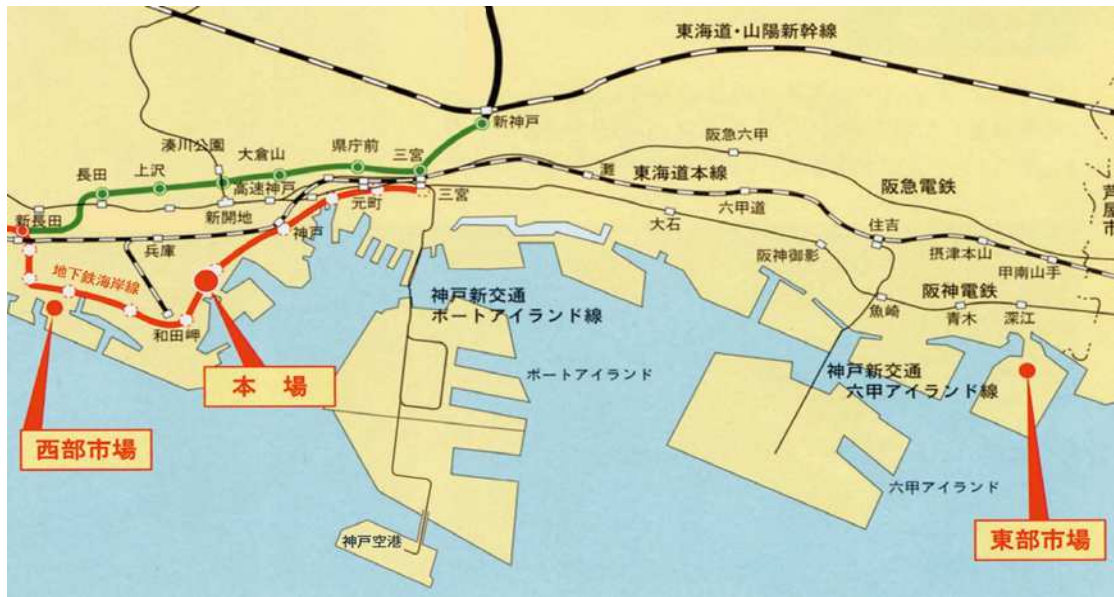 東海道・山陽新幹線
新神戸
湊川公園
県庁前
三宮
大倉山
上沢
長田
阪急六甲
灘
東海道本線
阪急電鉄
芦屋市
高速神戸
新開地
元町
三宮
六甲道
大石
住吉
新長田
兵庫
神戸
阪神御影
摂津本山
甲南山手
地下鉄海岸線
和田岬
神戸新交通
ポートアイランド線
魚崎
阪神電鉄
青木
深江
本場
ポートアイランド
神戸新交通
六甲アイランド線
西部市場
六甲アイランド
神戸空港
東部市場